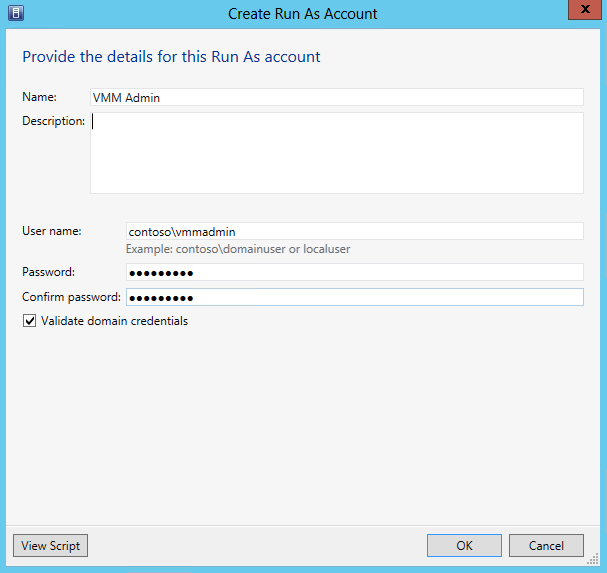 Create Run As Account
x
Provide the details for this Run As account
Name: VMM Admin
Description:
User name: contoso\vmmadmin
Example: contoso\domainuser or localuser
Password: ●●●●●●●●●
Confirm password: ●●●●●●●●●
Validate domain credentials
View Script OK Cancel